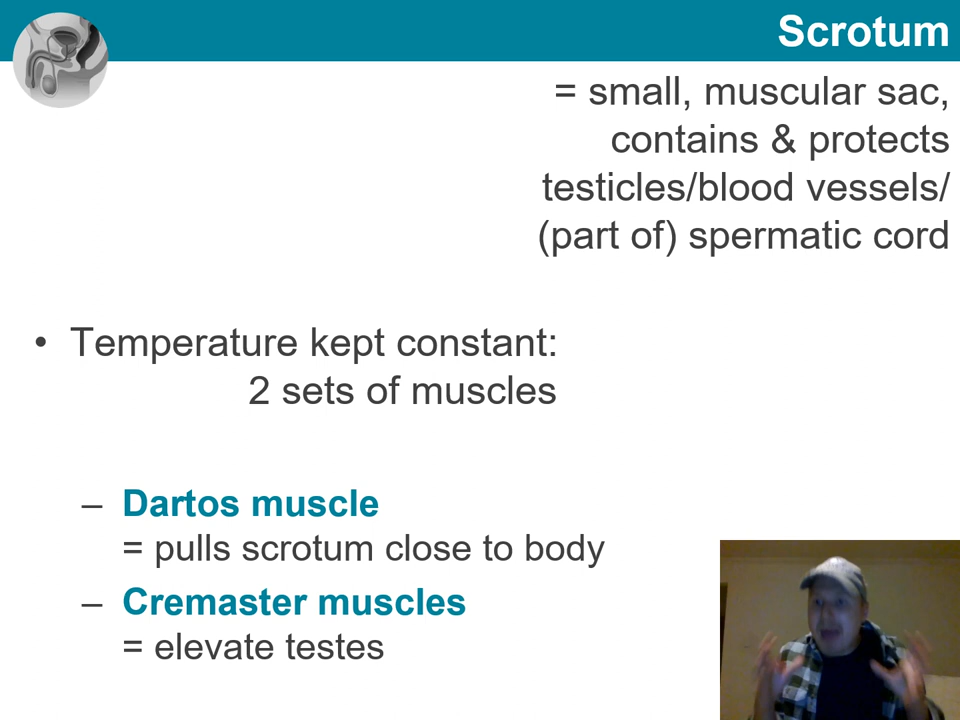 Scrotum
= small, muscular sac,
contains & protects
testicles/blood vessels/
(part of) spermatic cord
• Temperature kept constant:
2 sets of muscles
– Dartos muscle
= pulls scrotum close to body
– Cremaster muscles
= elevate testes